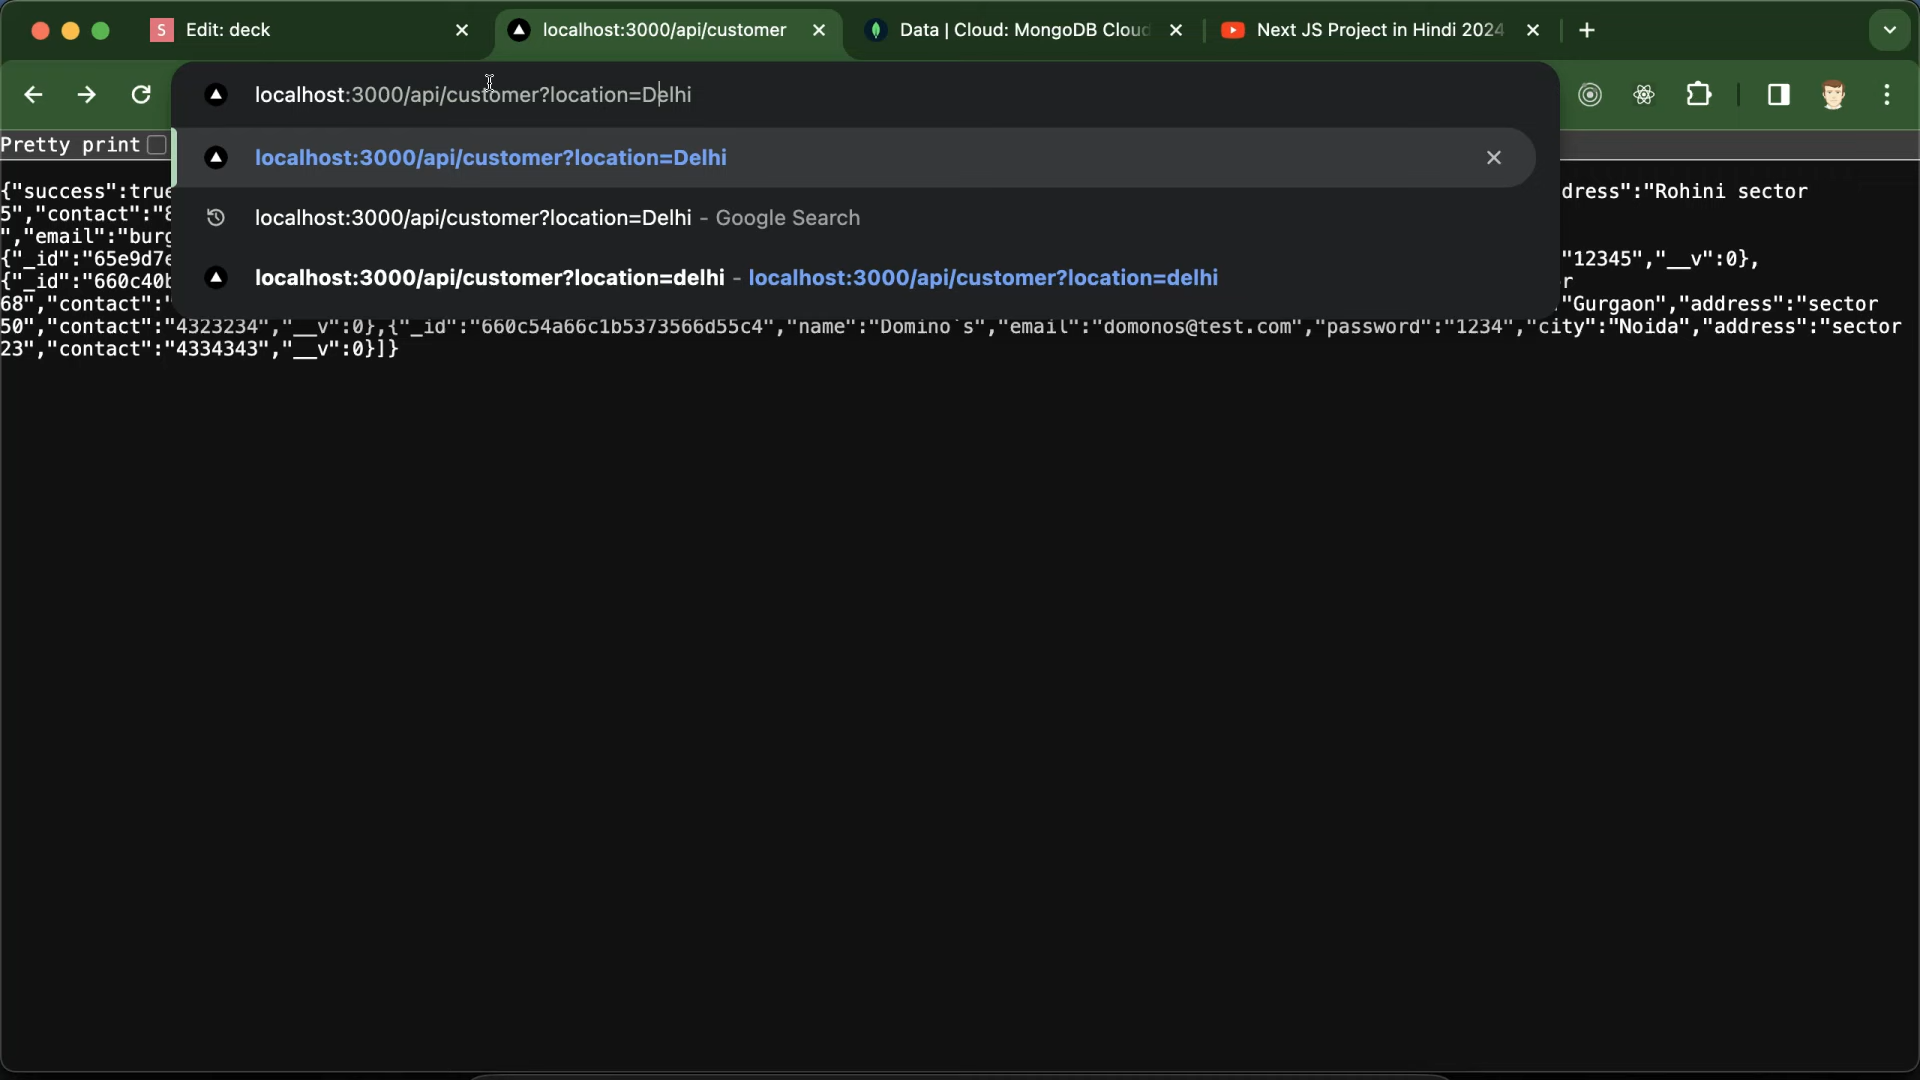 S Edit: deck
localhost:3000/api/customer
Data | Cloud: MongoDB Cloud
Next JS Project in Hindi 2024
localhost:3000/api/customer?location=Delhi
localhost:3000/api/customer?location=Delhi
localhost:3000/api/customer?location=Delhi - Google Search
localhost:3000/api/customer?location=delhi - localhost:3000/api/customer?location=delhi
Pretty print
{"success":true dress":"Rohini sector
5","contact":"8
","email":"burg
{"_id":"65e9d7e "12345","__v":0},
{"_id":"660c40b r
68","contact":" "Gurgaon","address":"sector
50","contact":"4323234","__v":0},{"_id":"660c54a66c1b5373566d55c4","name":"Domino`s","email":"domonos@test.com","password":"1234","city":"Noida","address":"sector
23","contact":"4334343","__v":0}]}